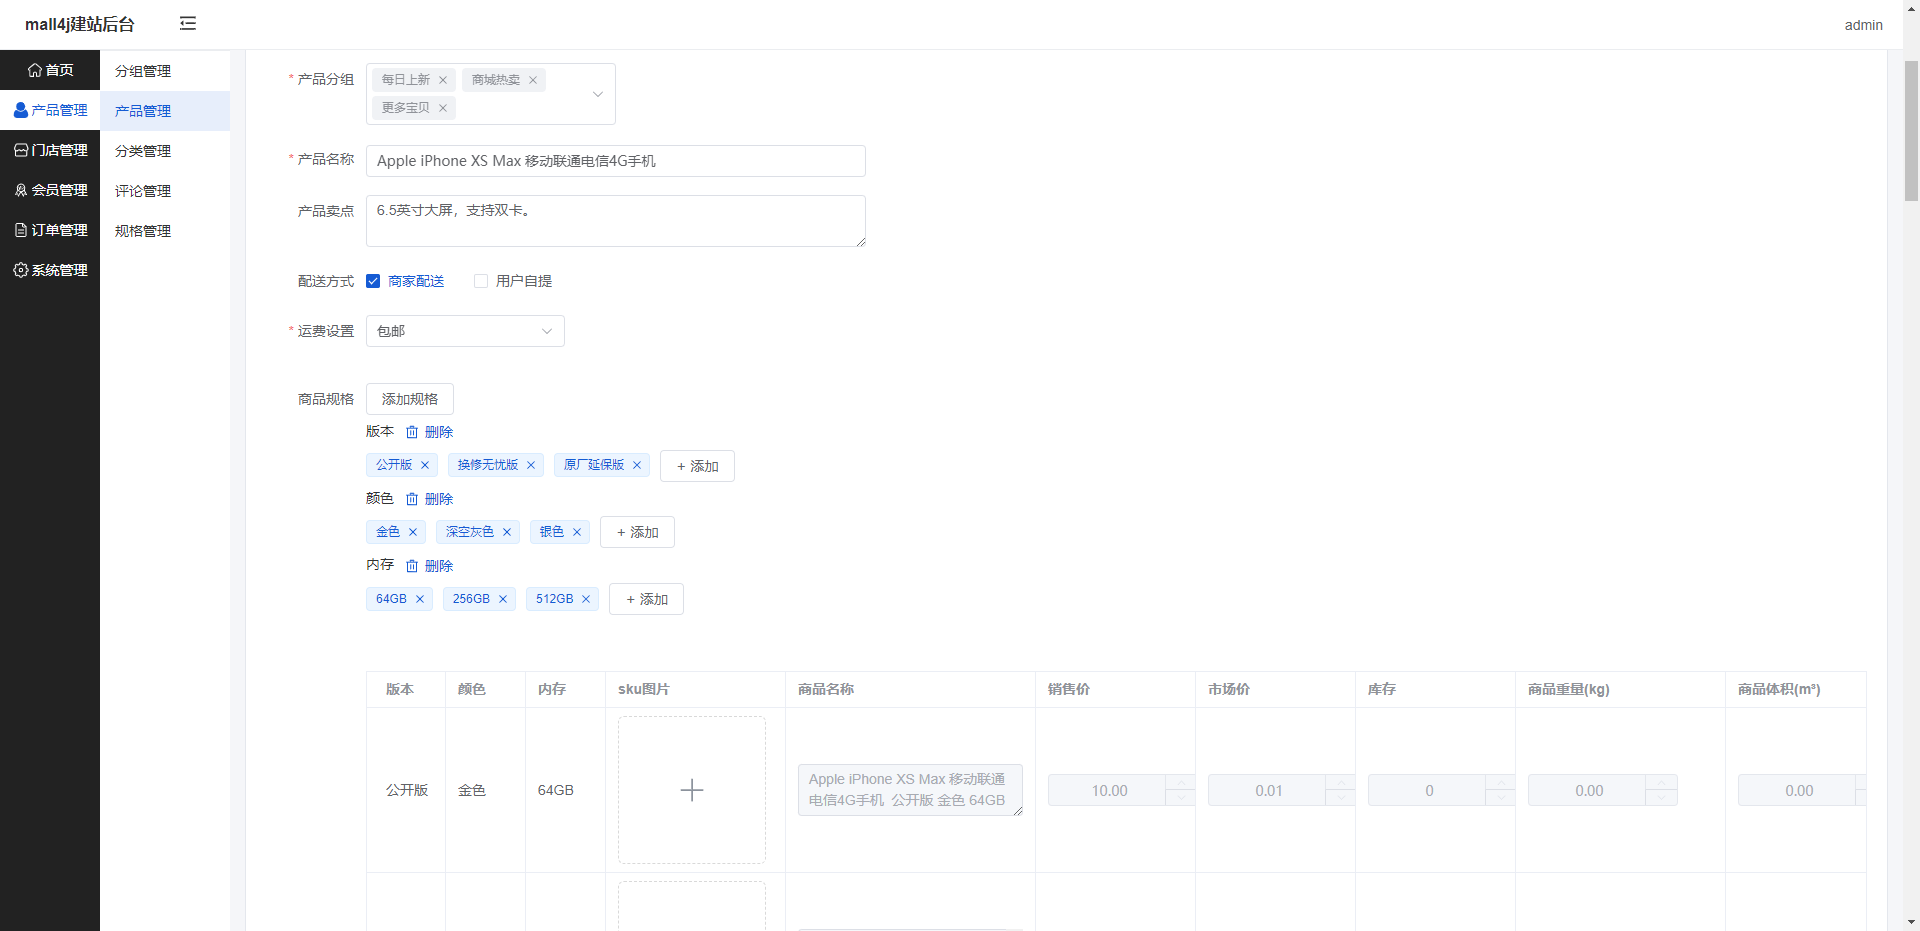 mall4j建站后台
admin
首页
产品管理
门店管理
会员管理
订单管理
系统管理
分组管理
产品管理
分类管理
评论管理
规格管理
* 产品分组
每日上新 ×
商城热卖 ×
更多宝贝 ×
* 产品名称
Apple iPhone XS Max 移动联通电信4G手机
产品卖点
6.5英寸大屏，支持双卡。
配送方式
商家配送
用户自提
* 运费设置
包邮
商品规格
添加规格
版本 删除
公开版 × 换修无忧版 × 原厂延保版 × + 添加
颜色 删除
金色 × 深空灰色 × 银色 × + 添加
内存 删除
64GB × 256GB × 512GB × + 添加
版本 颜色 内存 sku图片 商品名称 销售价 市场价 库存 商品重量(kg) 商品体积(m³)
公开版 金色 64GB
Apple iPhone XS Max 移动联通
电信4G手机 公开版 金色 64GB
10.00 0.01 0 0.00 0.00